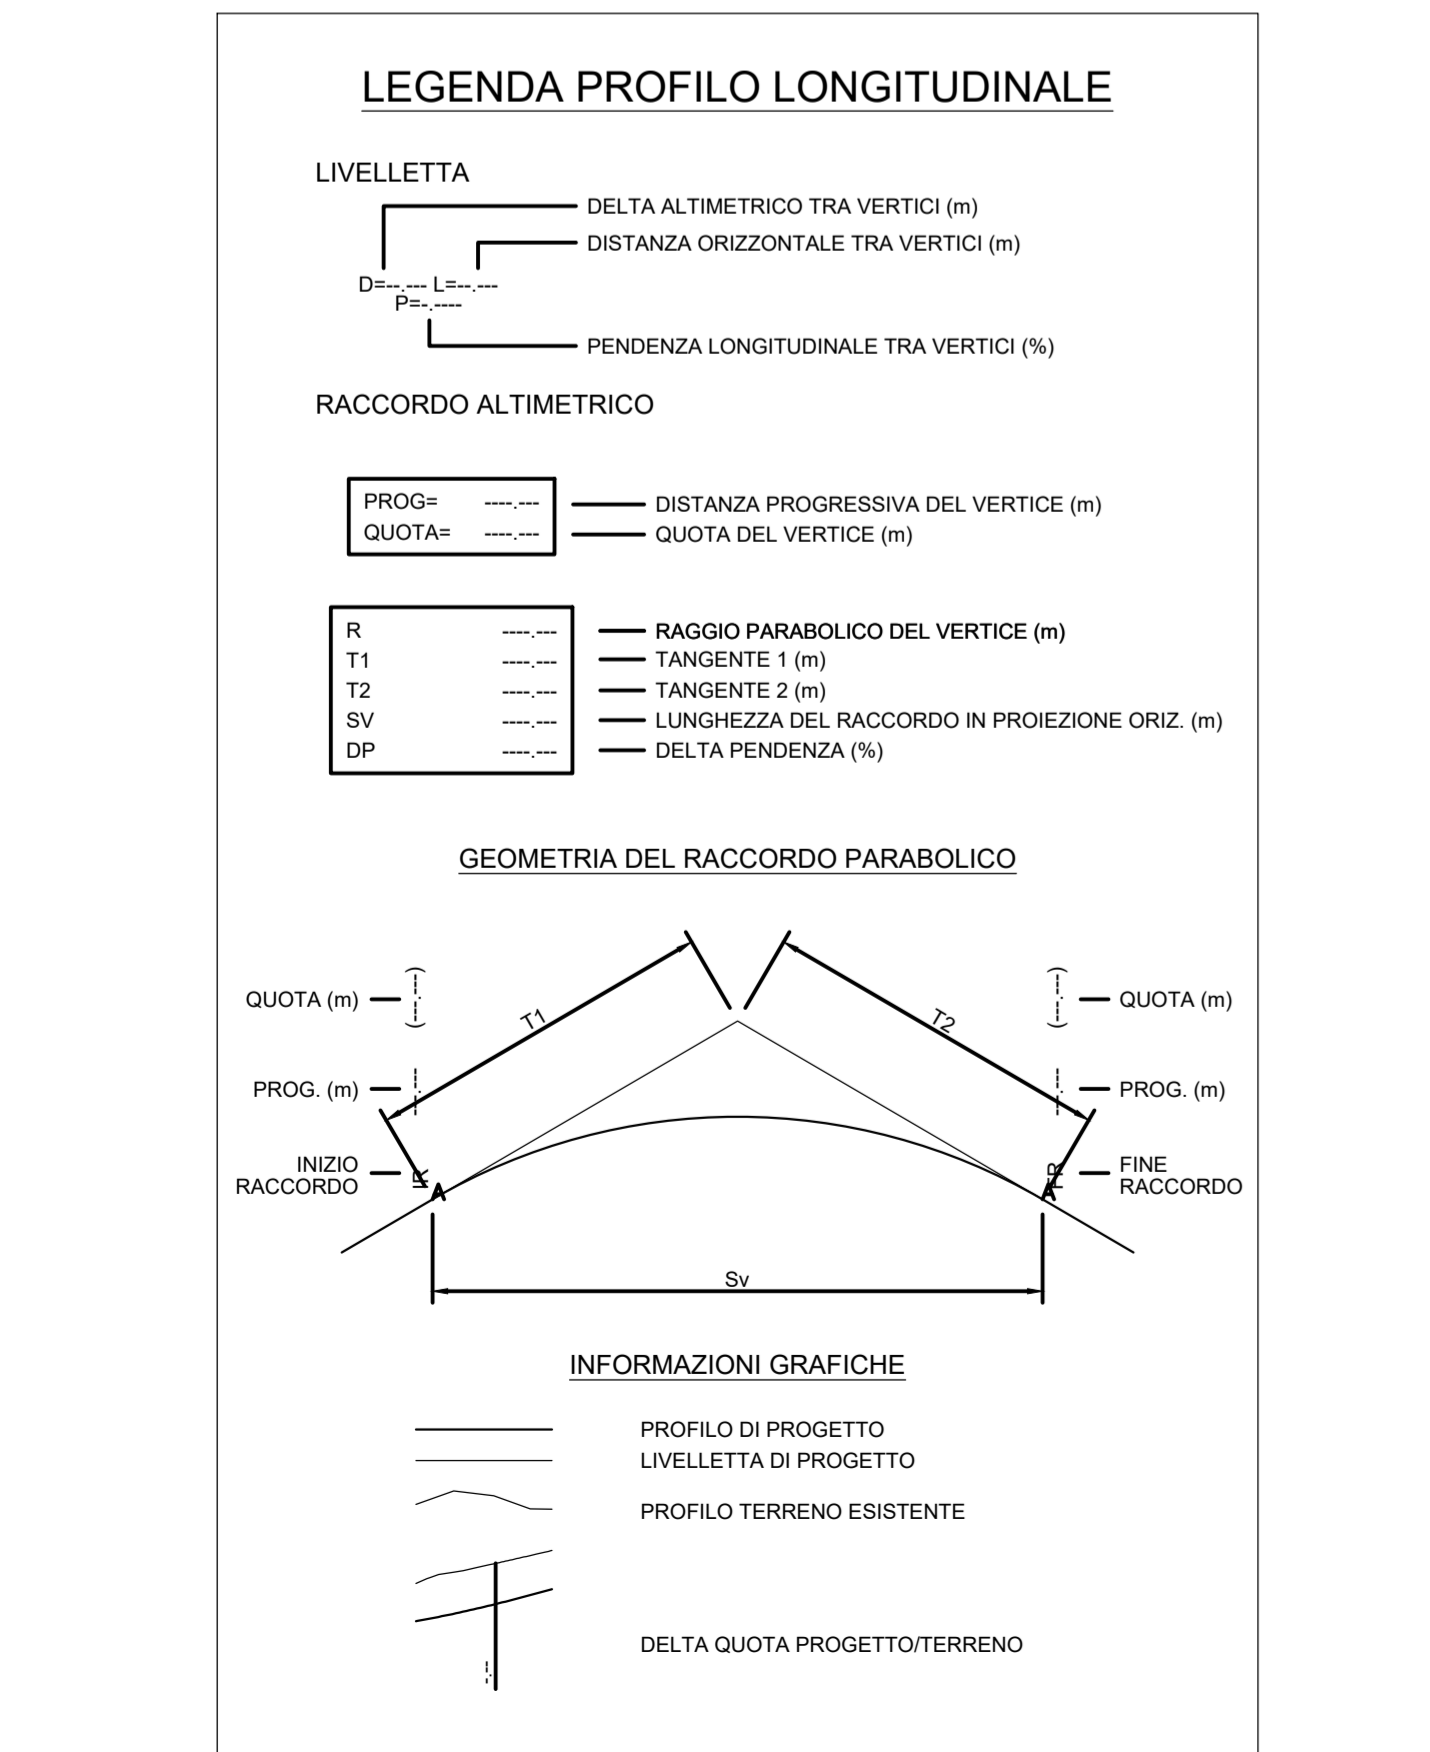 LEGENDA PROFILO LONGITUDINALE
LIVELLETTA
DELTA ALTIMETRICO TRA VERTICI (m)
DISTANZA ORIZZONTALE TRA VERTICI (m)
D=--.--- L=--.---
P=-.----
PENDENZA LONGITUDINALE TRA VERTICI (%)
RACCORDO ALTIMETRICO
PROG= ----.--- DISTANZA PROGRESSIVA DEL VERTICE (m)
QUOTA= ----.--- QUOTA DEL VERTICE (m)
R ----.--- RAGGIO PARABOLICO DEL VERTICE (m)
T1 ----.--- TANGENTE 1 (m)
T2 ----.--- TANGENTE 2 (m)
SV ----.--- LUNGHEZZA DEL RACCORDO IN PROIEZIONE ORIZ. (m)
DP ----.--- DELTA PENDENZA (%)
GEOMETRIA DEL RACCORDO PARABOLICO
QUOTA (m) (----.---) T1 T2 (----.---) QUOTA (m)
PROG. (m) ----.--- ----.--- PROG. (m)
INIZIO
RACCORDO
IR
FR
FINE
RACCORDO
Sv
INFORMAZIONI GRAFICHE
PROFILO DI PROGETTO
LIVELLETTA DI PROGETTO
PROFILO TERRENO ESISTENTE
DELTA QUOTA PROGETTO/TERRENO
--.--